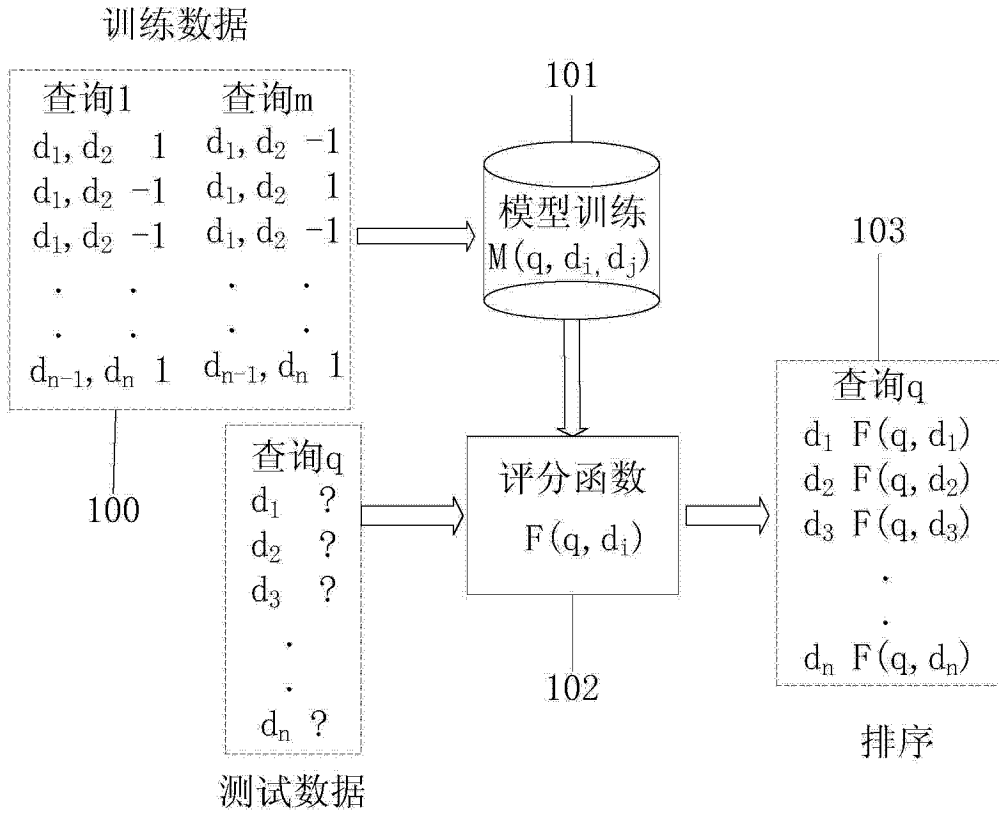 训练数据
查询1 查询m
d₁,d₂ 1 d₁,d₂ -1
d₁,d₂ -1 d₁,d₂ 1
d₁,d₂ -1 d₁,d₂ -1
. . . .
. . . .
dₙ₋₁,dₙ 1 dₙ₋₁,dₙ 1
100
101
模型训练
M(q,dᵢ,dⱼ)
查询q
d₁ ?
d₂ ?
d₃ ?
.
.
dₙ ?
测试数据
评分函数
F(q,dᵢ)
102
103
查询q
d₁ F(q,d₁)
d₂ F(q,d₂)
d₃ F(q,d₃)
.
.
dₙ F(q,dₙ)
排序